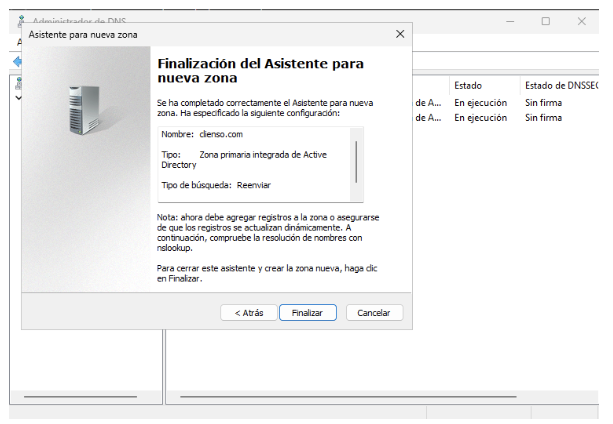 Administrador de DNS
Asistente para nueva zona
Finalización del Asistente para
nueva zona
Se ha completado correctamente el Asistente para nueva
zona. Ha especificado la siguiente configuración:
Nombre: clienso.com
Tipo: Zona primaria integrada de Active
Directory
Tipo de búsqueda: Reenviar
Nota: ahora debe agregar registros a la zona o asegurarse
de que los registros se actualizan dinámicamente. A
continuación, compruebe la resolución de nombres con
nslookup.
Para cerrar este asistente y crear la zona nueva, haga clic
en Finalizar.
< Atrás Finalizar Cancelar
Estado Estado de DNSSEC
de A... En ejecución Sin firma
de A... En ejecución Sin firma